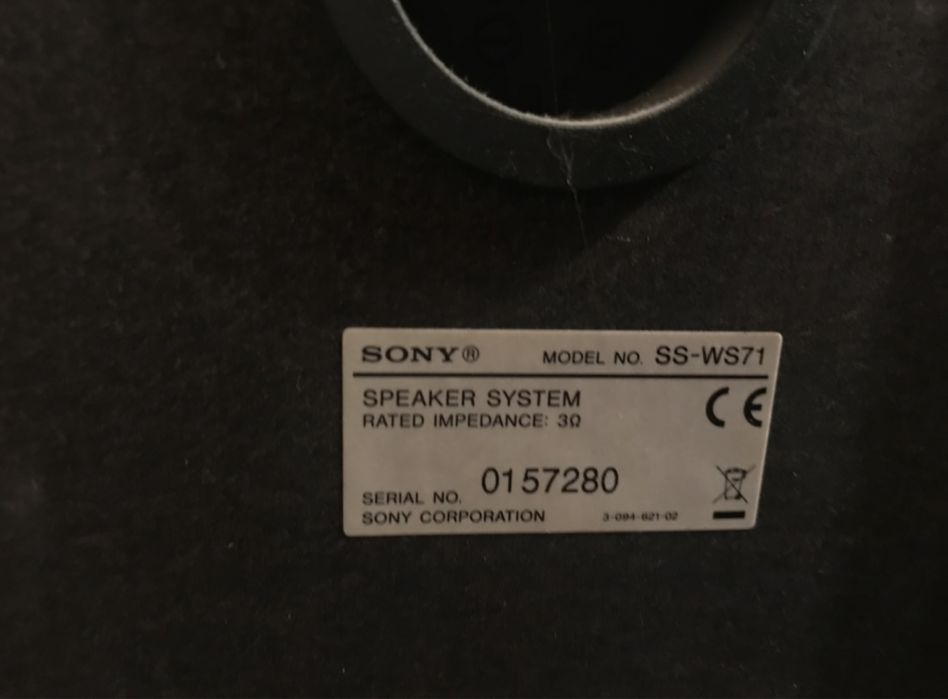 SONY® MODEL NO. SS-WS71
SPEAKER SYSTEM
RATED IMPEDANCE: 3Ω
CE
SERIAL NO. 0157280
SONY CORPORATION 3-094-621-02